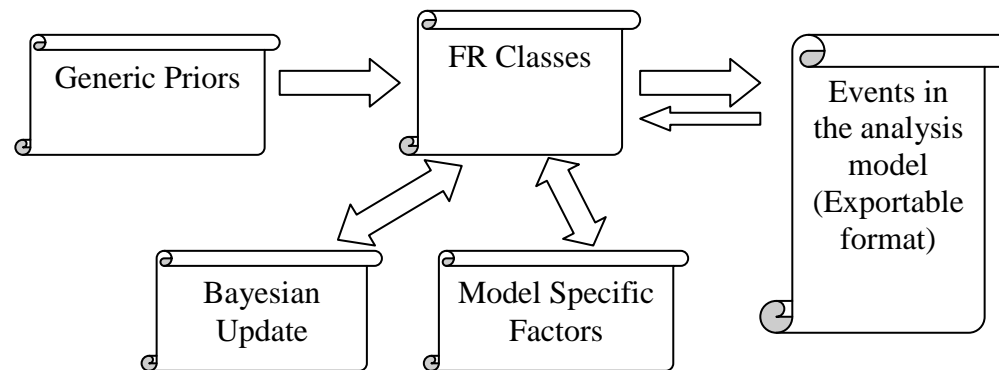 Generic Priors
FR Classes
Events in
the analysis
model
(Exportable
format)
Bayesian
Update
Model Specific
Factors